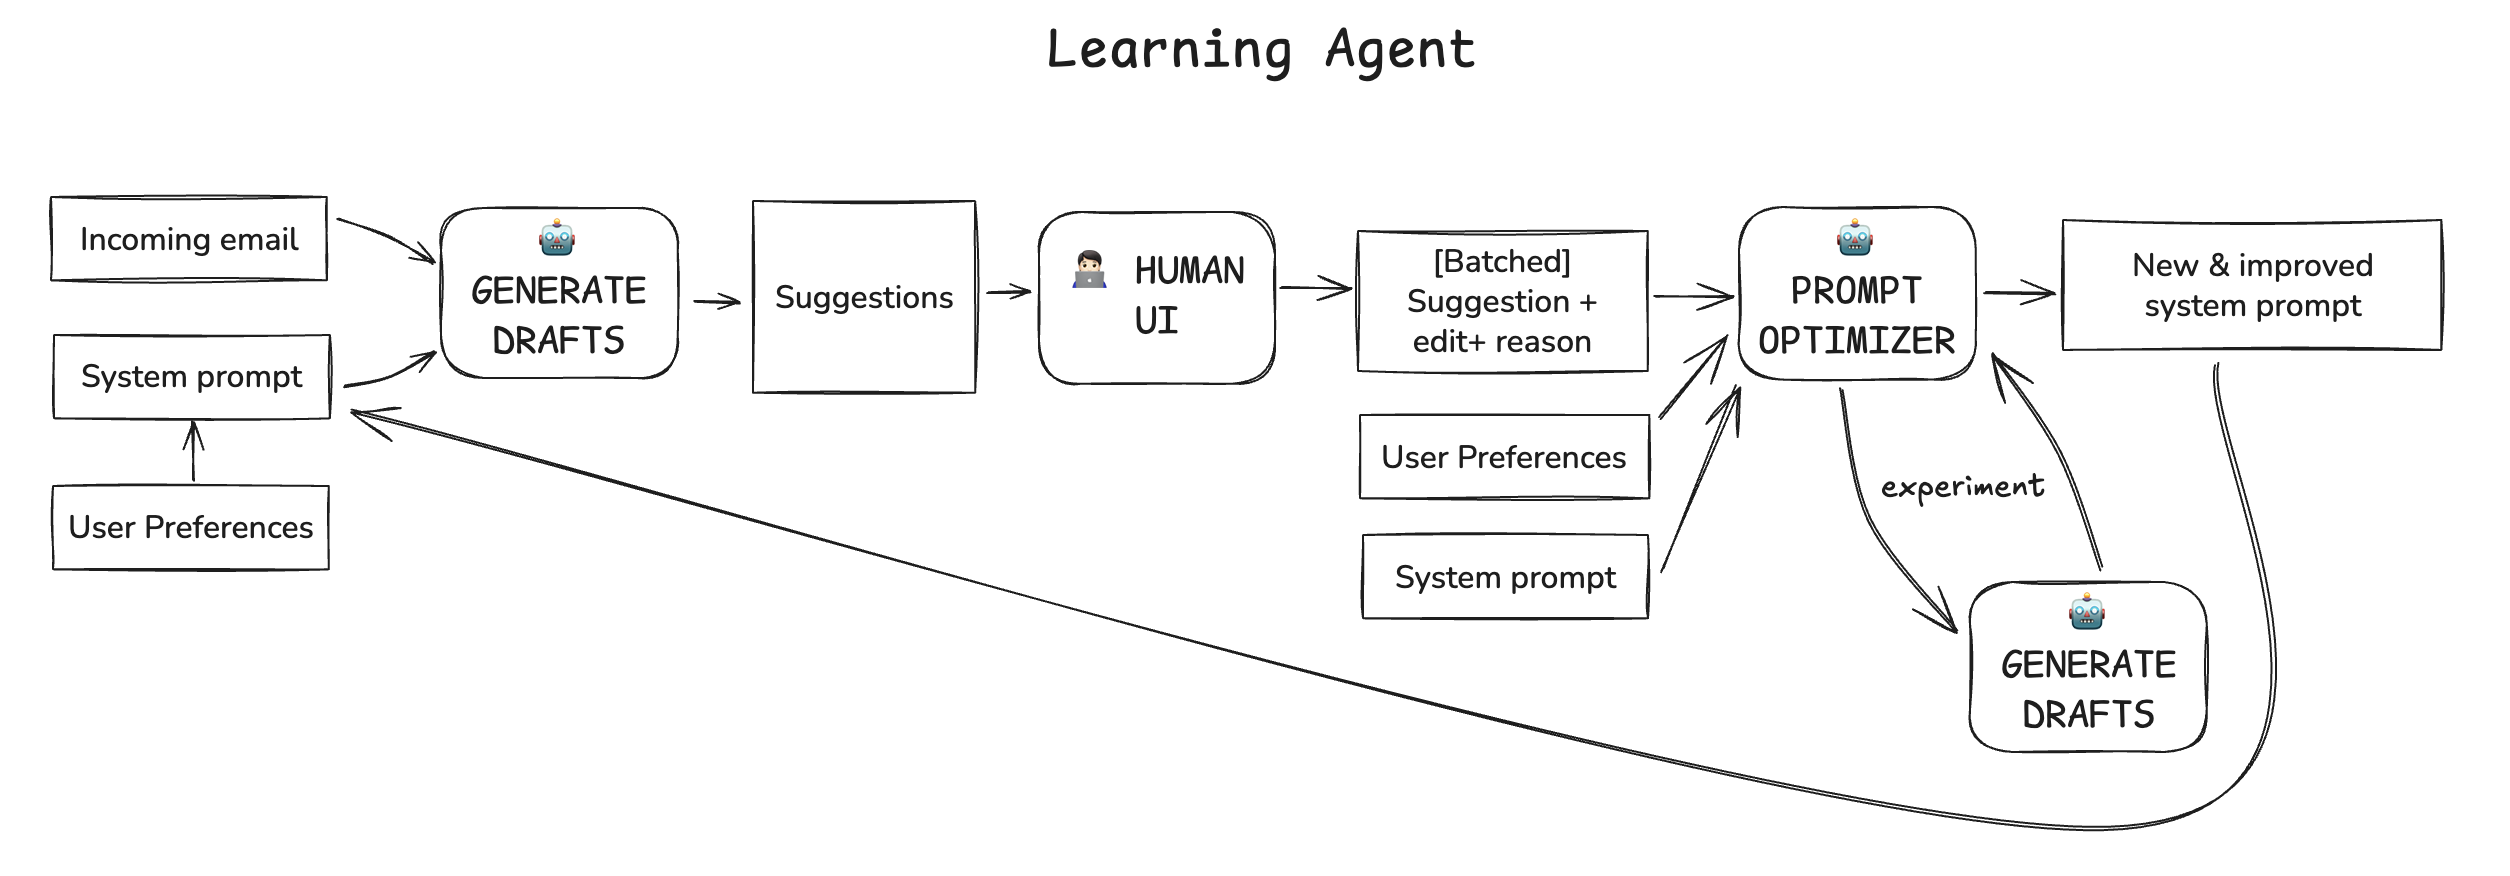 Learning Agent
Incoming email
System prompt
User Preferences
GENERATE
DRAFTS
Suggestions
HUMAN
UI
[Batched]
Suggestion +
edit+ reason
User Preferences
System prompt
PROMPT
OPTIMIZER
New & improved
system prompt
experiment
GENERATE
DRAFTS